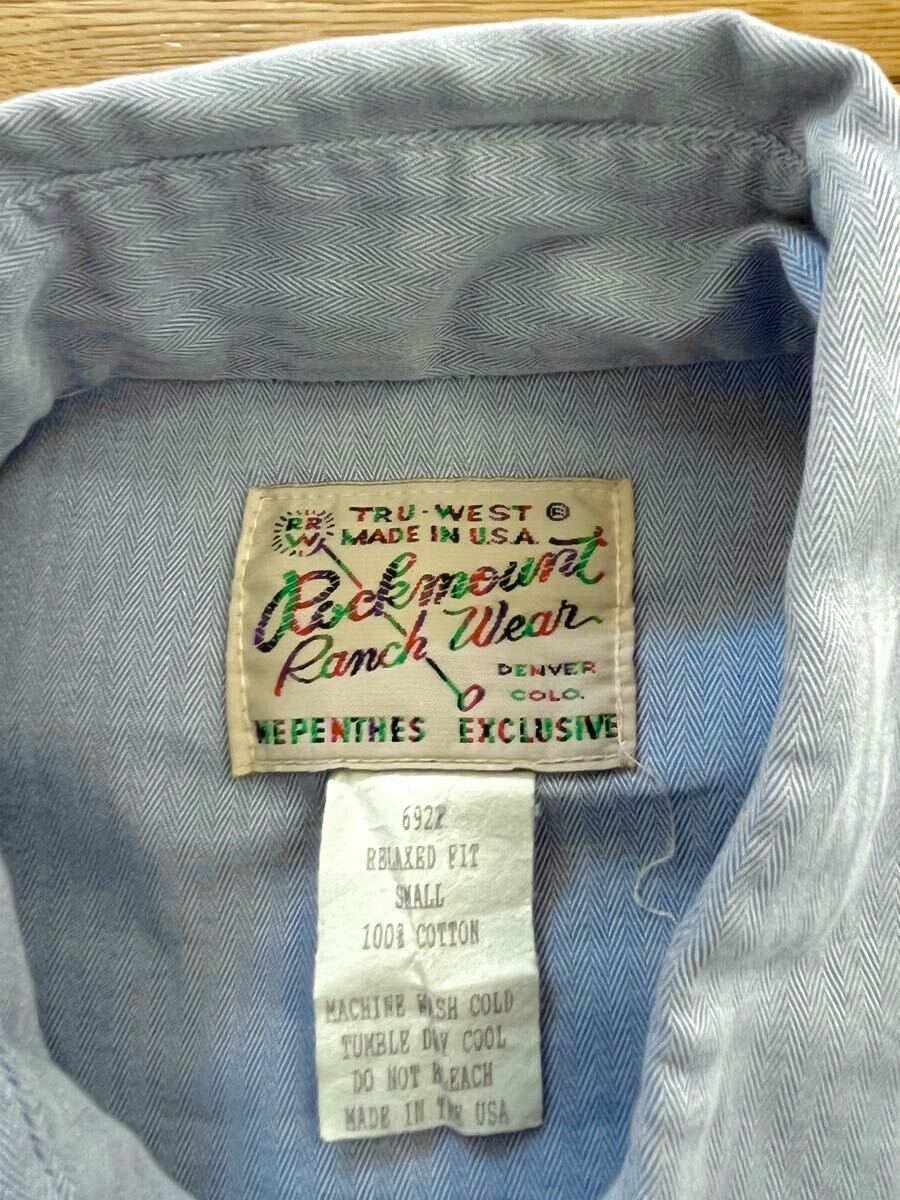 RR
W
TRU-WEST ®
MADE IN U.S.A.
Rockmount
Ranch Wear
DENVER
COLO.
NEPENTHES EXCLUSIVE
RELAXED FIT
SMALL
100% COTTON
MACHINE WASH COLD
TUMBLE DRY COOL
DO NOT BLEACH
MADE IN THE USA